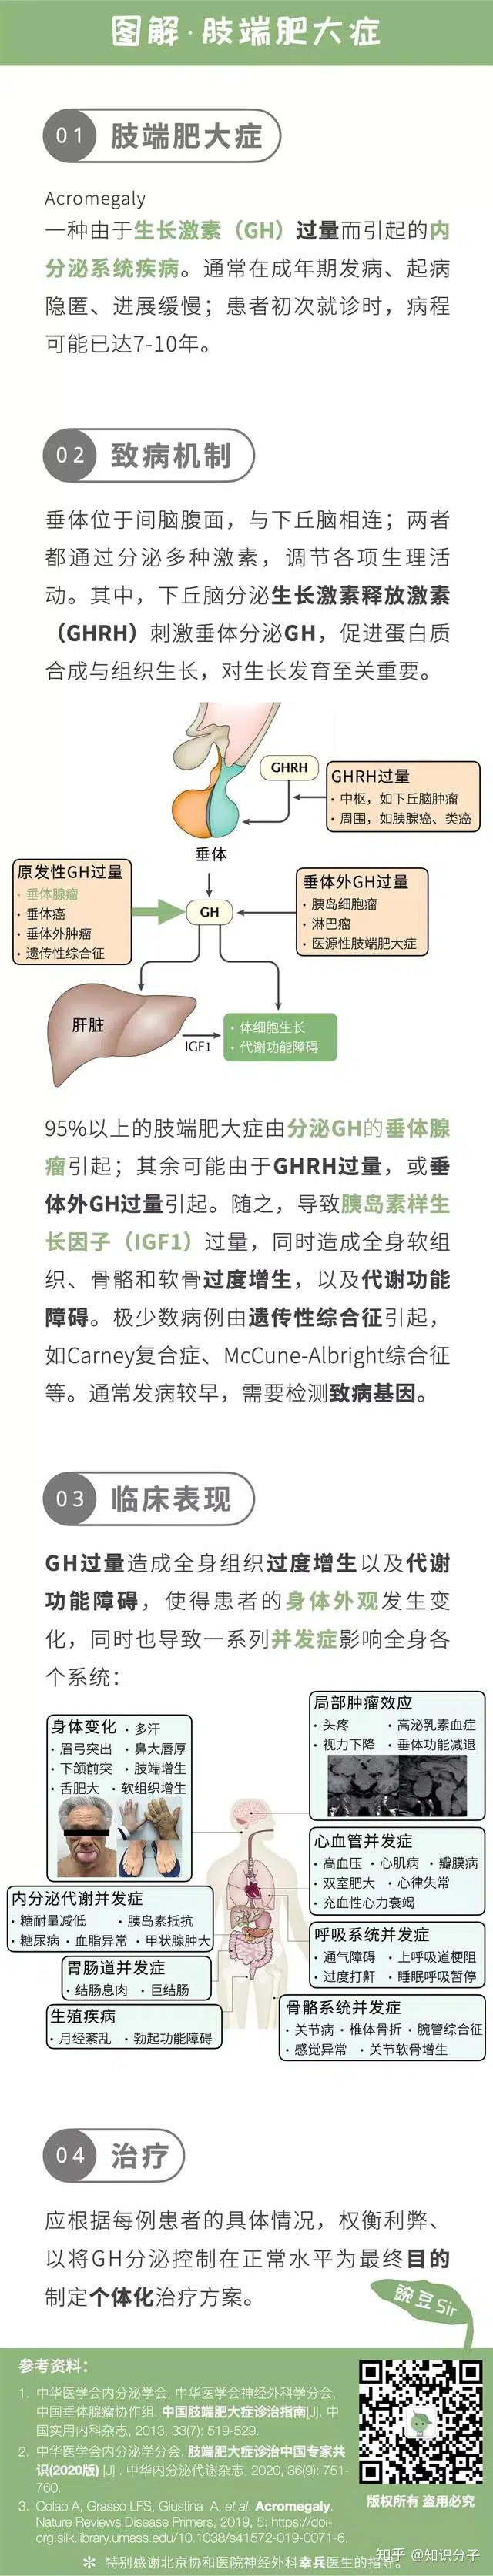 图解·肢端肥大症
01 肢端肥大症
Acromegaly
一种由于生长激素（GH）过量而引起的内
分泌系统疾病。通常在成年期发病、起病
隐匿、进展缓慢；患者初次就诊时，病程
可能已达7-10年。
02 致病机制
垂体位于间脑腹面，与下丘脑相连；两者
都通过分泌多种激素，调节各项生理活
动。其中，下丘脑分泌生长激素释放激素
（GHRH）刺激垂体分泌GH，促进蛋白质
合成与组织生长，对生长发育至关重要。
GHRH
GHRH过量
· 中枢，如下丘脑肿瘤
· 周围，如胰腺癌、类癌
垂体
原发性GH过量
· 垂体腺瘤
· 垂体癌
· 垂体外肿瘤
· 遗传性综合征
GH
垂体外GH过量
· 胰岛细胞瘤
· 淋巴瘤
· 医源性肢端肥大症
肝脏
IGF1
· 体细胞生长
· 代谢功能障碍
95%以上的肢端肥大症由分泌GH的垂体腺
瘤引起；其余可能由于GHRH过量，或垂
体外GH过量引起。随之，导致胰岛素样生
长因子（IGF1）过量，同时造成全身软组
织、骨骼和软骨过度增生，以及代谢功能
障碍。极少数病例由遗传性综合征引起，
如Carney复合症、McCune-Albright综合征
等。通常发病较早，需要检测致病基因。
03 临床表现
GH过量造成全身组织过度增生以及代谢
功能障碍，使得患者的身体外观发生变
化，同时也导致一系列并发症影响全身各
个系统：
身体变化 · 多汗
· 眉弓突出 · 鼻大唇厚
· 下颌前突 · 肢端增生
· 舌肥大 · 软组织增生
局部肿瘤效应
· 头疼 · 高泌乳素血症
· 视力下降 · 垂体功能减退
心血管并发症
· 高血压 · 心肌病 · 瓣膜病
· 双室肥大 · 心律失常
· 充血性心力衰竭
内分泌代谢并发症
· 糖耐量减低 · 胰岛素抵抗
· 糖尿病 · 血脂异常 · 甲状腺肿大
呼吸系统并发症
· 通气障碍 · 上呼吸道梗阻
· 过度打鼾 · 睡眠呼吸暂停
胃肠道并发症
· 结肠息肉 · 巨结肠
生殖疾病
· 月经紊乱 · 勃起功能障碍
骨骼系统并发症
· 关节病 · 椎体骨折 · 腕管综合征
· 感觉异常 · 关节软骨增生
04 治疗
应根据每例患者的具体情况，权衡利弊、
以将GH分泌控制在正常水平为最终目的
制定个体化治疗方案。
豌豆Sir
参考资料：
1. 中华医学会内分泌学会, 中华医学会神经外科学分会,
中国垂体腺瘤协作组. 中国肢端肥大症诊治指南[J]. 中
国实用内科杂志, 2013, 33(7): 519-529.
2. 中华医学会内分泌学分会. 肢端肥大症诊治中国专家共
识(2020版) [J] . 中华内分泌代谢杂志, 2020, 36(9): 751-
760.
3. Colao A, Grasso LFS, Giustina A, et al. Acromegaly.
Nature Reviews Disease Primers, 2019, 5: https://doi-
org.silk.library.umass.edu/10.1038/s41572-019-0071-6.
版权所有 盗用必究
＊ 特别感谢北京协和医院神经外科幸兵医生的指导。
知乎 @知识分子